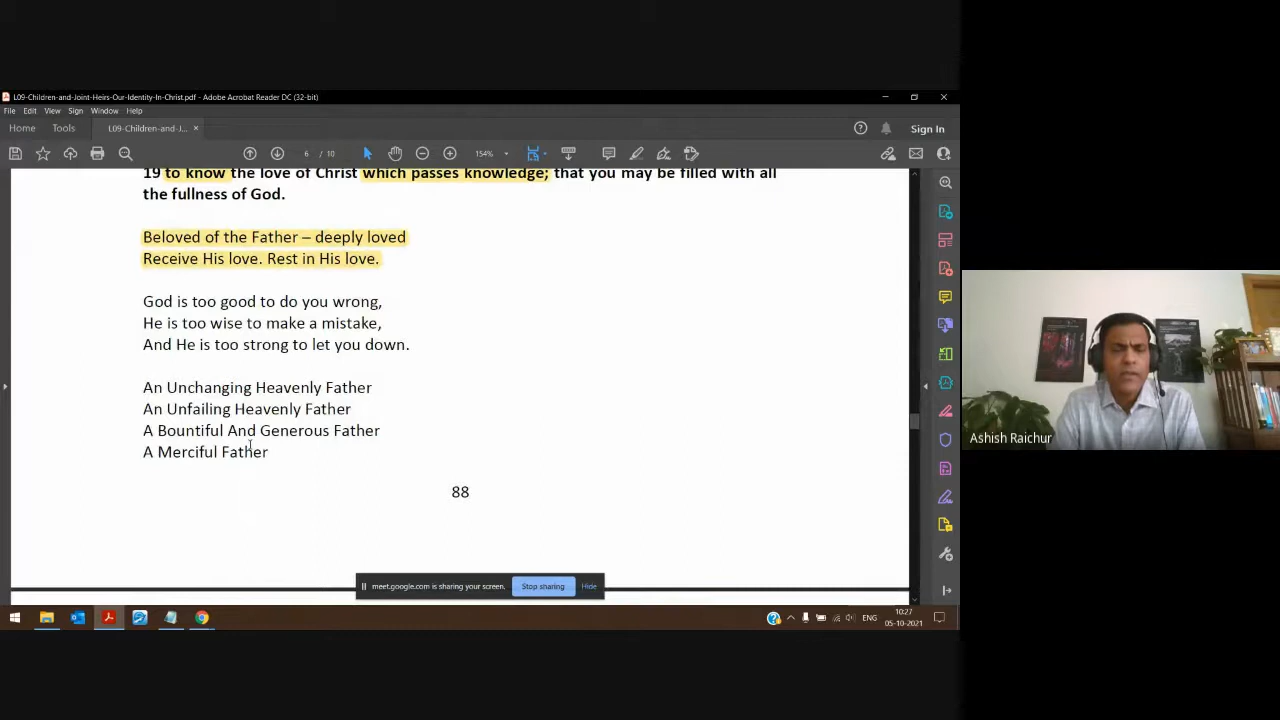 L09-Children-and-Joint-Heirs-Our-Identity-In-Christ.pdf - Adobe Acrobat Reader DC (32-bit)
File Edit View Sign Window Help
Home Tools L09-Children-and-J... × Sign In
6 / 10 154%
19 to know the love of Christ which passes knowledge; that you may be filled with all
the fullness of God.
Beloved of the Father – deeply loved
Receive His love. Rest in His love.
God is too good to do you wrong,
He is too wise to make a mistake,
And He is too strong to let you down.
An Unchanging Heavenly Father
An Unfailing Heavenly Father
A Bountiful And Generous Father
A Merciful Father
88
Ashish Raichur
meet.google.com is sharing your screen. Stop sharing Hide
ENG 10:27
05-10-2021